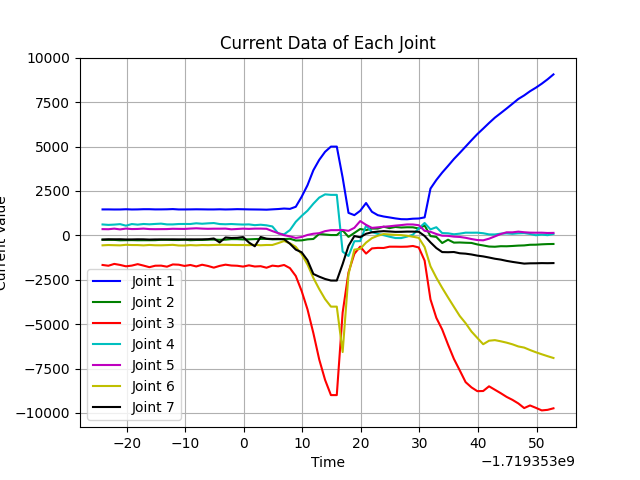 Current Data of Each Joint
10000
7500
5000
2500
0
−2500
−5000
−7500
−10000
Current Value
Joint 1
Joint 2
Joint 3
Joint 4
Joint 5
Joint 6
Joint 7
−20 −10 0 10 20 30 40 50
Time
−1.719353e9